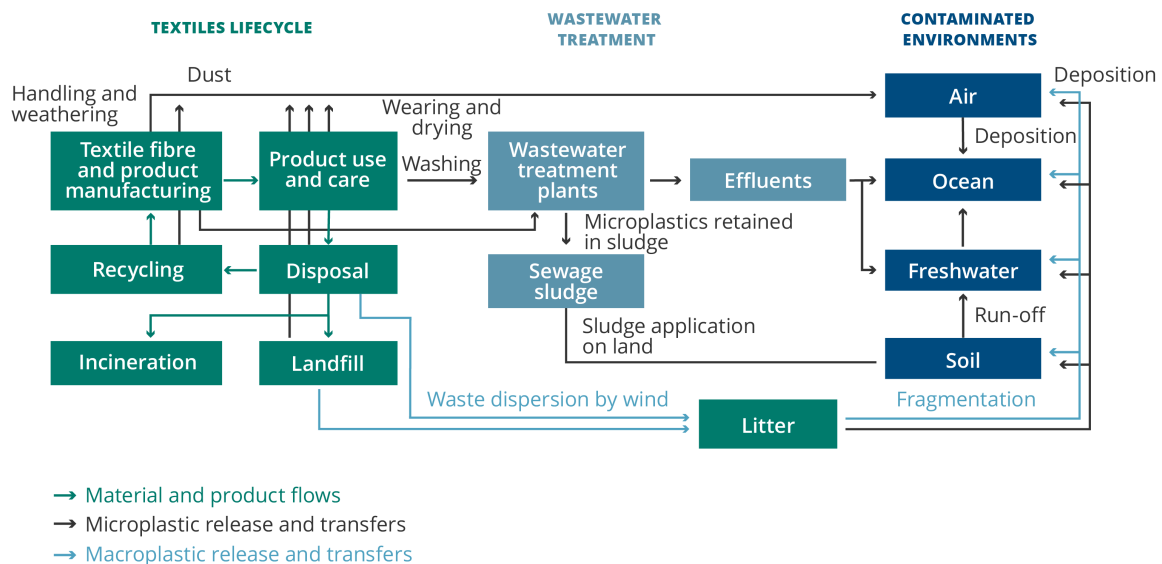 TEXTILES LIFECYCLE
WASTEWATER
TREATMENT
CONTAMINATED
ENVIRONMENTS
Dust
Handling and
weathering
Wearing and
drying
Air
Deposition
Deposition
Textile fibre
and product
manufacturing
Product use
and care
Washing
Wastewater
treatment
plants
Effluents
Ocean
Microplastics retained
in sludge
Recycling
Disposal
Sewage
sludge
Freshwater
Run-off
Sludge application
on land
Incineration
Landfill
Soil
Waste dispersion by wind
Litter
Fragmentation
Material and product flows
Microplastic release and transfers
Macroplastic release and transfers